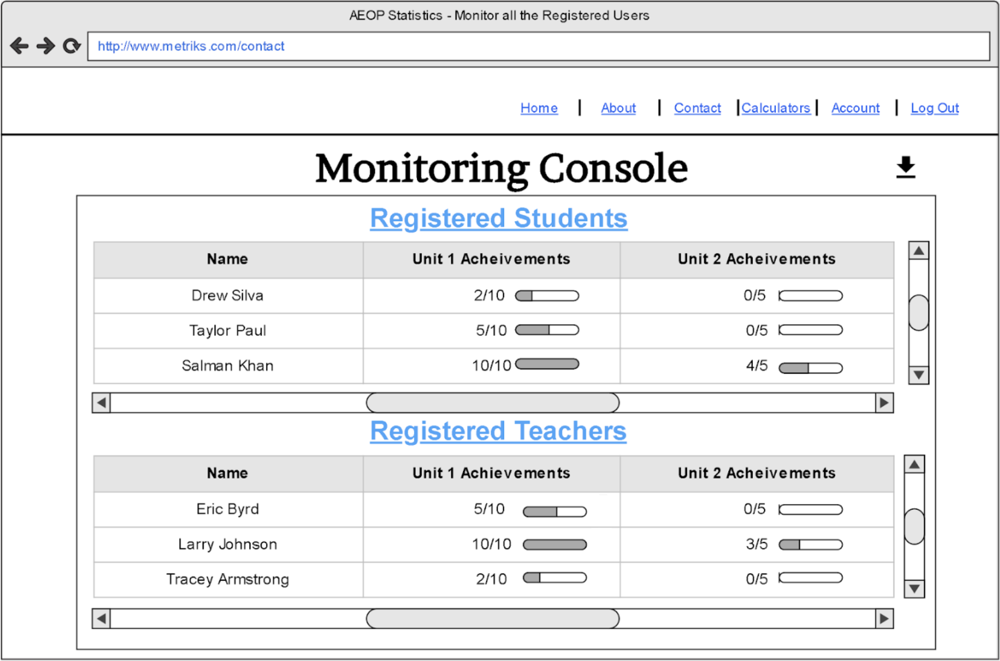 AEOP Statistics - Monitor all the Registered Users
http://www.metriks.com/contact
Home | About | Contact | Calculators | Account | Log Out
Monitoring Console
Registered Students
Name Unit 1 Acheivements Unit 2 Acheivements
Drew Silva 2/10 0/5
Taylor Paul 5/10 0/5
Salman Khan 10/10 4/5
Registered Teachers
Name Unit 1 Achievements Unit 2 Acheivements
Eric Byrd 5/10 0/5
Larry Johnson 10/10 3/5
Tracey Armstrong 2/10 0/5